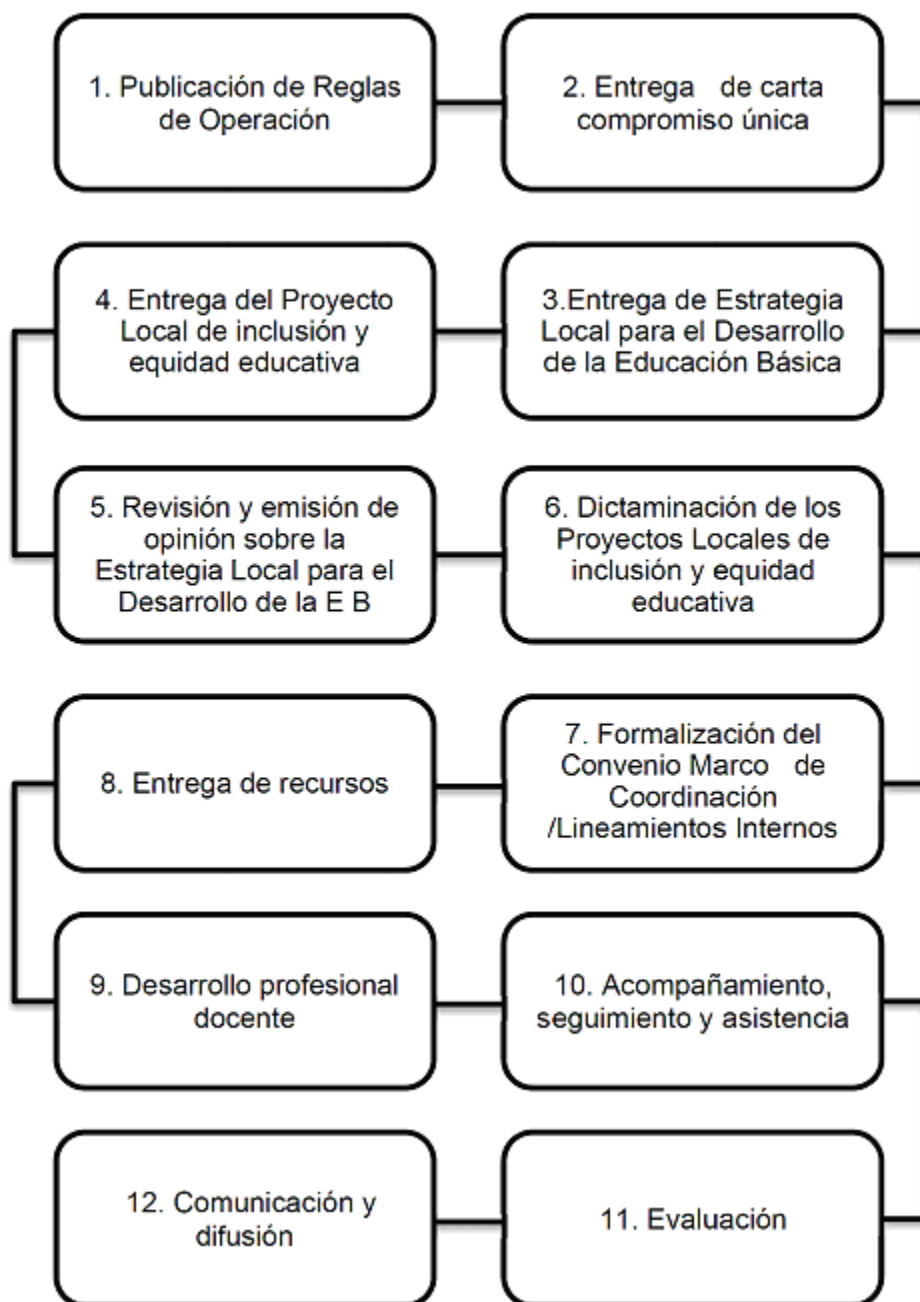 1. Publicación de Reglas
de Operación
2. Entrega de carta
compromiso única
3.Entrega de Estrategia
Local para el Desarrollo
de la Educación Básica
4. Entrega del Proyecto
Local de inclusión y
equidad educativa
5. Revisión y emisión de
opinión sobre la
Estrategia Local para el
Desarrollo de la E B
6. Dictaminación de los
Proyectos Locales de
inclusión y equidad
educativa
7. Formalización del
Convenio Marco de
Coordinación
/Lineamientos Internos
8. Entrega de recursos
9. Desarrollo profesional
docente
10. Acompañamiento,
seguimiento y asistencia
11. Evaluación
12. Comunicación y
difusión